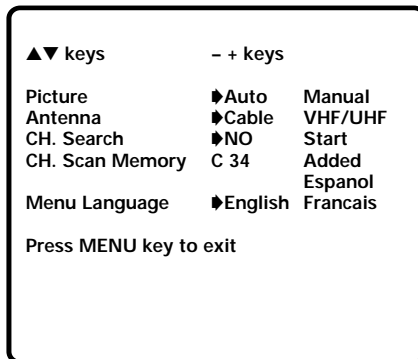 ▲▼ keys – + keys
Picture ➧Auto Manual
Antenna ➧Cable VHF/UHF
CH. Search ➧NO Start
CH. Scan Memory C 34 Added
Espanol
Menu Language ➧English Francais
Press MENU key to exit